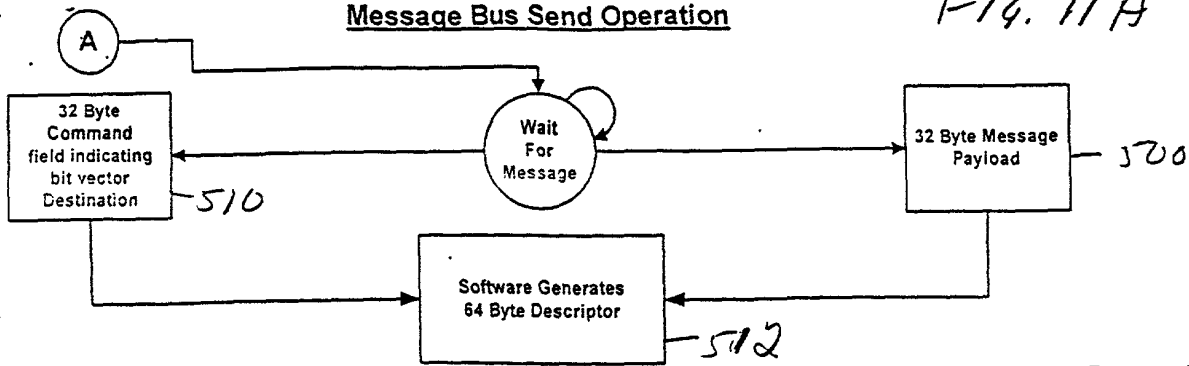 Message Bus Send Operation
Fig. 11A
A
32 Byte
Command
field indicating
bit vector
Destination
510
Wait
For
Message
32 Byte Message
Payload
500
Software Generates
64 Byte Descriptor
512